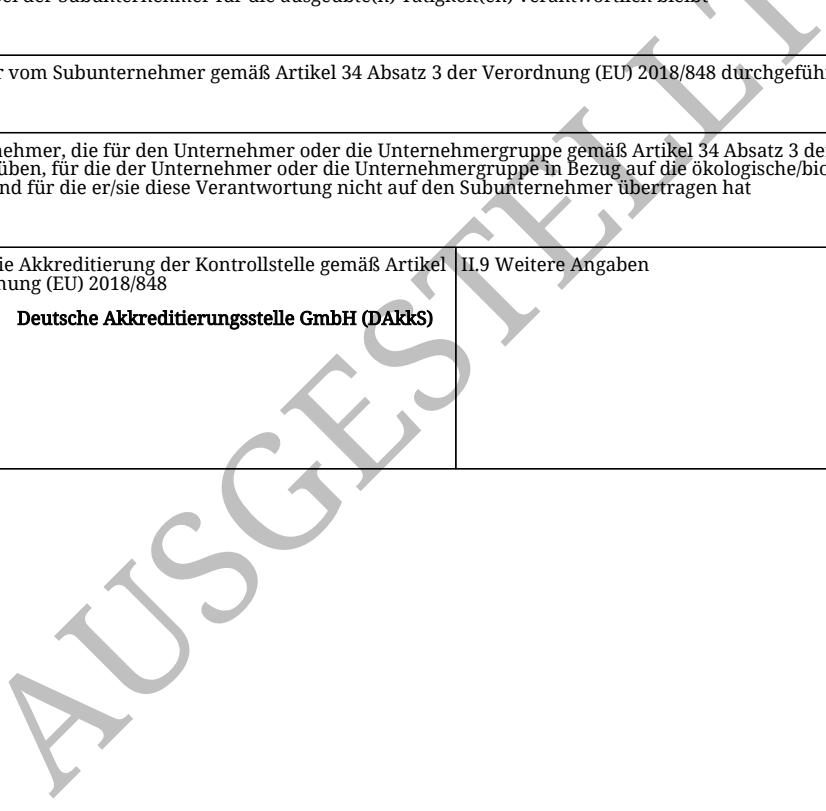 der Subunternehmer für die ausgeübte(n) Tätigkeit(en) verantwortlich bleibt
vom Subunternehmer gemäß Artikel 34 Absatz 3 der Verordnung (EU) 2018/848 durchgefüh
nehmer, die für den Unternehmer oder die Unternehmergruppe gemäß Artikel 34 Absatz 3 de
üben, für die der Unternehmer oder die Unternehmergruppe in Bezug auf die ökologische/bio
nd für die er/sie diese Verantwortung nicht auf den Subunternehmer übertragen hat
ie Akkreditierung der Kontrollstelle gemäß Artikel
nung (EU) 2018/848
Deutsche Akkreditierungsstelle GmbH (DAkkS)
II.9 Weitere Angaben
AUSGESTELLT